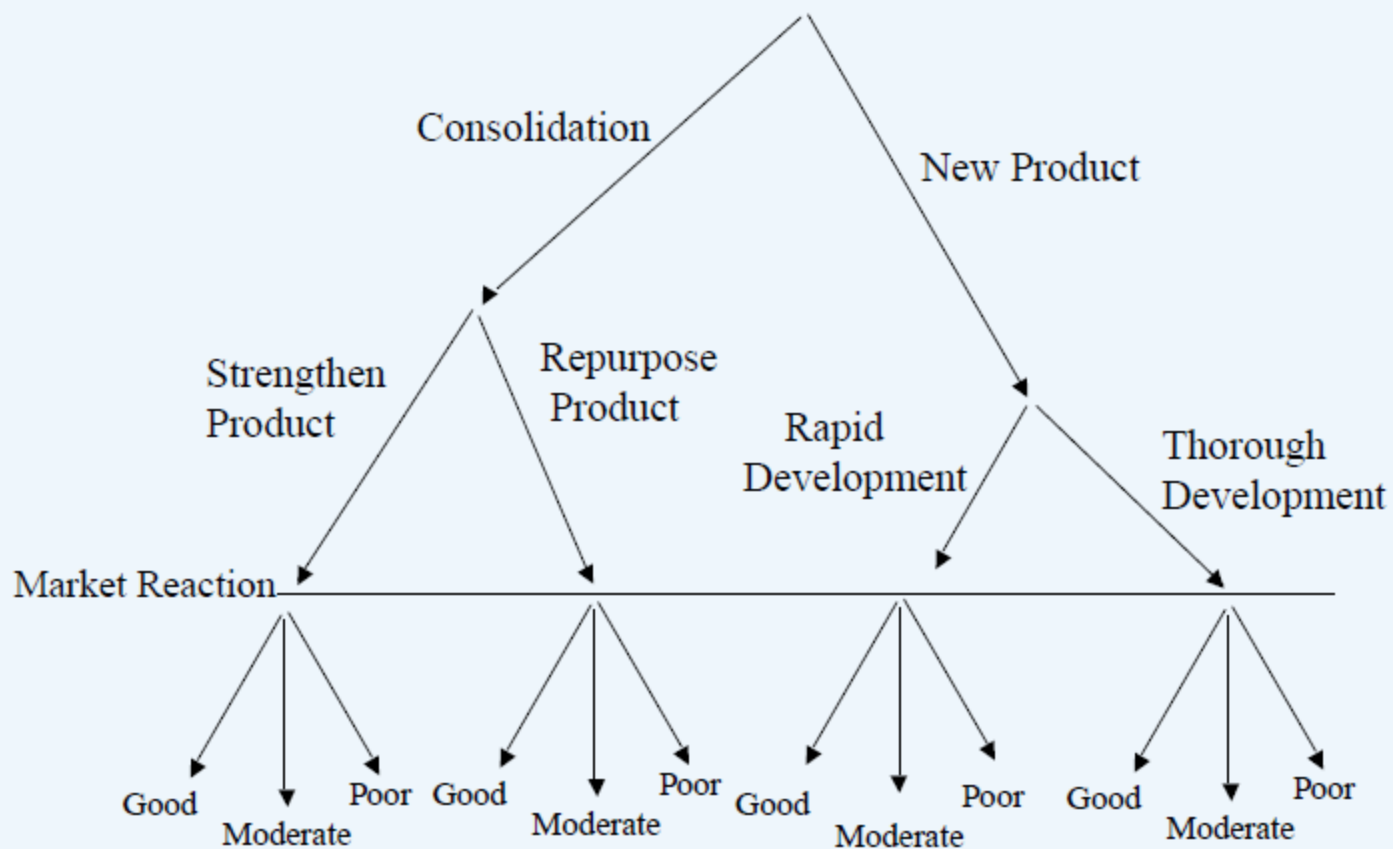 Consolidation
New Product
Strengthen
Product
Repurpose
Product
Rapid
Development
Thorough
Development
Market Reaction
Good
Moderate
Poor
Good
Moderate
Poor
Good
Moderate
Poor
Good
Moderate
Poor